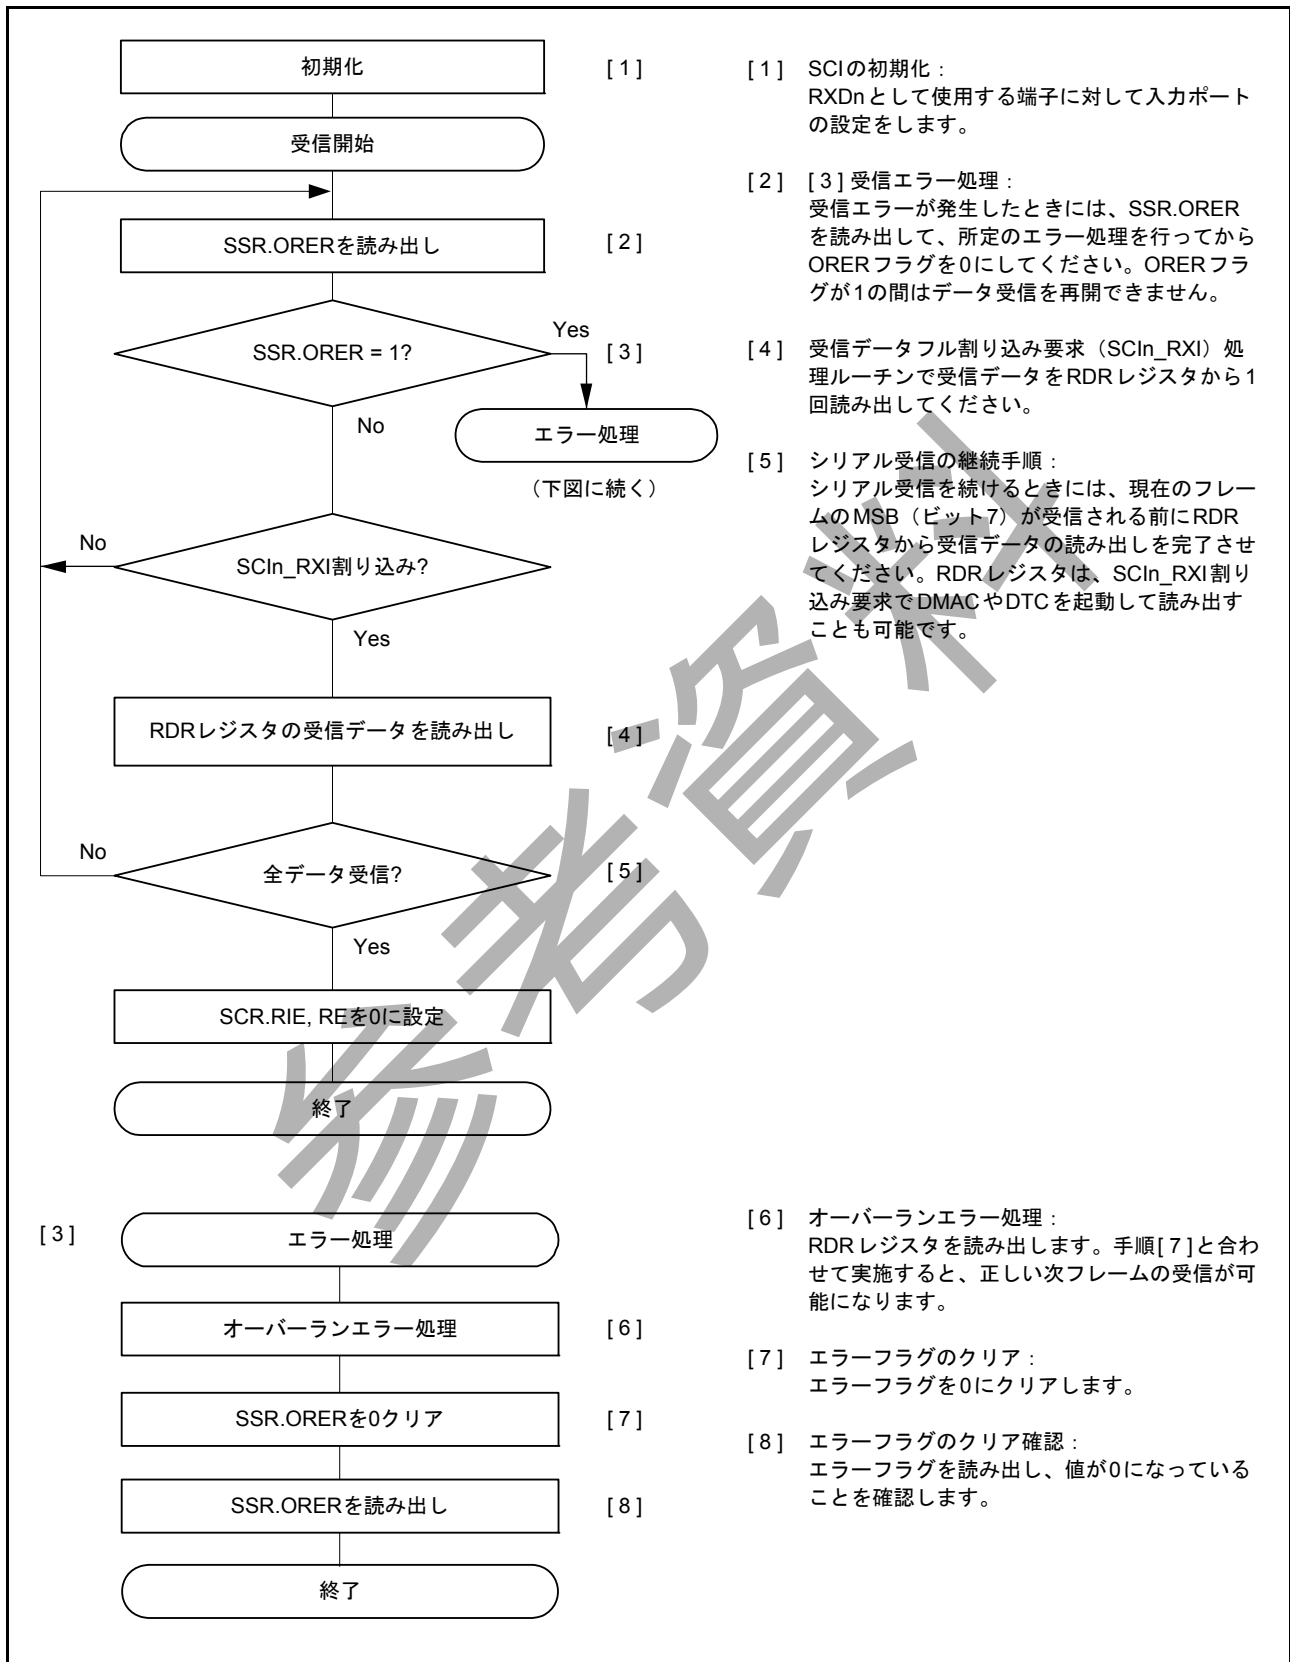 初期化
[ 1 ]
受信開始
SSR.ORERを読み出し
[ 2 ]
SSR.ORER = 1?
Yes
[ 3 ]
No
エラー処理
（下図に続く）
No
SCIn_RXI割り込み?
Yes
RDRレジスタの受信データを読み出し
[ 4 ]
No
全データ受信?
[ 5 ]
Yes
SCR.RIE, REを0に設定
終了
[ 1 ] SCIの初期化：
RXDnとして使用する端子に対して入力ポート
の設定をします。
[ 2 ] [ 3 ] 受信エラー処理：
受信エラーが発生したときには、SSR.ORER
を読み出して、所定のエラー処理を行ってから
ORERフラグを0にしてください。ORERフラ
グが1の間はデータ受信を再開できません。
[ 4 ] 受信データフル割り込み要求（SCIn_RXI）処
理ルーチンで受信データをRDRレジスタから1
回読み出してください。
[ 5 ] シリアル受信の継続手順：
シリアル受信を続けるときには、現在のフレー
ムのMSB（ビット7）が受信される前にRDR
レジスタから受信データの読み出しを完了させ
てください。RDRレジスタは、SCIn_RXI割り
込み要求でDMACやDTCを起動して読み出す
ことも可能です。
[ 3 ]
エラー処理
オーバーランエラー処理
[ 6 ]
SSR.ORERを0クリア
[ 7 ]
SSR.ORERを読み出し
[ 8 ]
終了
[ 6 ] オーバーランエラー処理：
RDRレジスタを読み出します。手順[ 7 ]と合わ
せて実施すると、正しい次フレームの受信が可
能になります。
[ 7 ] エラーフラグのクリア：
エラーフラグを0にクリアします。
[ 8 ] エラーフラグのクリア確認：
エラーフラグを読み出し、値が0になっている
ことを確認します。
参考資料